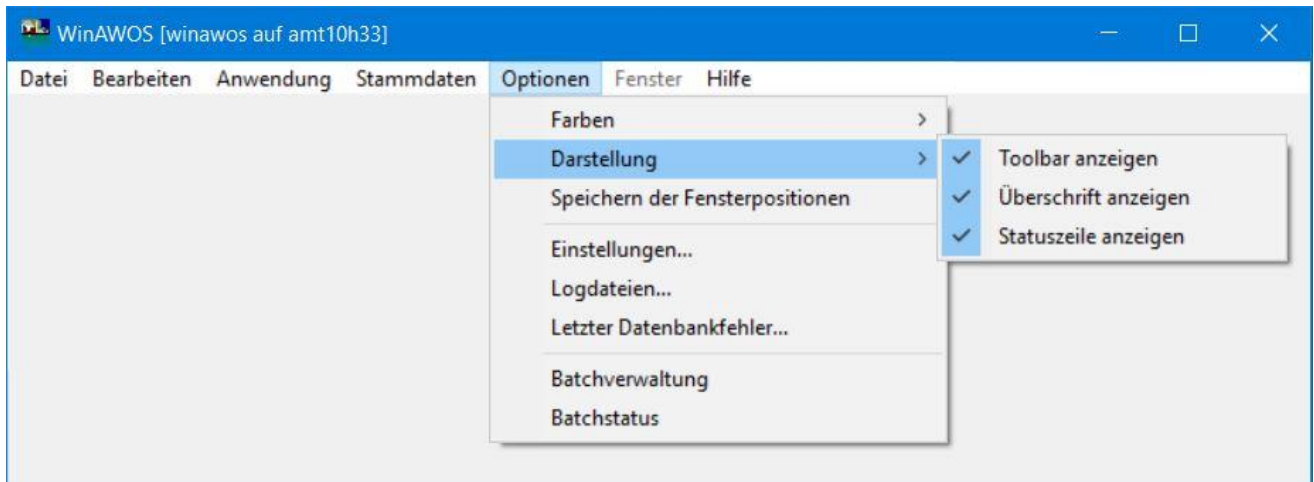 WinAWOS [winawos auf amt10h33]
Datei Bearbeiten Anwendung Stammdaten Optionen Fenster Hilfe
Farben
Darstellung
Speichern der Fensterpositionen
Einstellungen...
Logdateien...
Letzter Datenbankfehler...
Batchverwaltung
Batchstatus
Toolbar anzeigen
Überschrift anzeigen
Statuszeile anzeigen